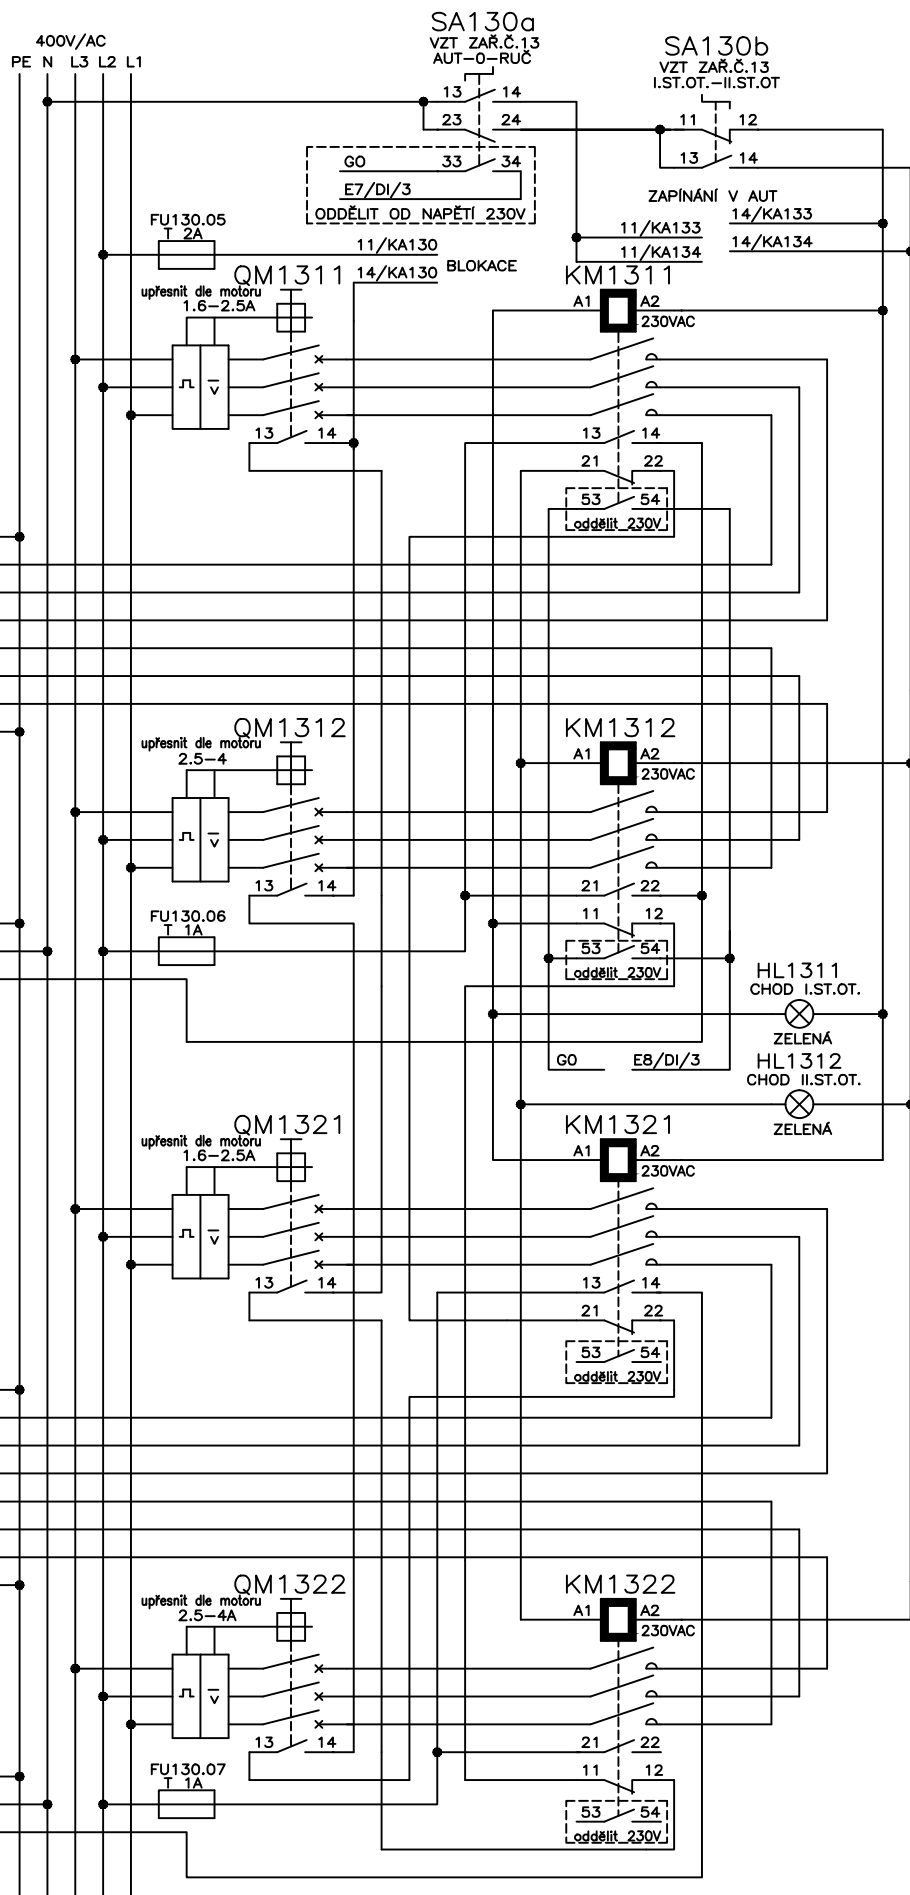 SA130a
VZT ZAŘ.Č.13
AUT-0-RUČ
SA130b
VZT ZAŘ.Č.13
I.ST.OT.-II.ST.OT
400V/AC
PE N L3 L2 L1
13 14
23 24
11 12
GO 33 34
13 14
E7/DI/3
ODDĚLIT OD NAPĚTÍ 230V
ZAPÍNÁNÍ V AUT
FU130.05
T 2A
11/KA133 14/KA133
11/KA130
11/KA134 14/KA134
BLOKACE
14/KA130
QM1311
KM1311
upřesnit dle motoru
1.6-2.5A
A1 A2
230VAC
13 14
13 14
21 22
53 54
oddělit 230V
QM1312
KM1312
upřesnit dle motoru
2.5-4
A1 A2
230VAC
13 14
21 22
FU130.06
T 1A
11 12
53 54
oddělit 230V
HL1311
CHOD I.ST.OT.
ZELENÁ
GO E8/DI/3
HL1312
CHOD II.ST.OT.
ZELENÁ
QM1321
KM1321
upřesnit dle motoru
1.6-2.5A
A1 A2
230VAC
13 14
13 14
21 22
53 54
oddělit 230V
QM1322
KM1322
upřesnit dle motoru
2.5-4A
A1 A2
230VAC
13 14
21 22
FU130.07
T 1A
11 12
53 54
oddělit 230V